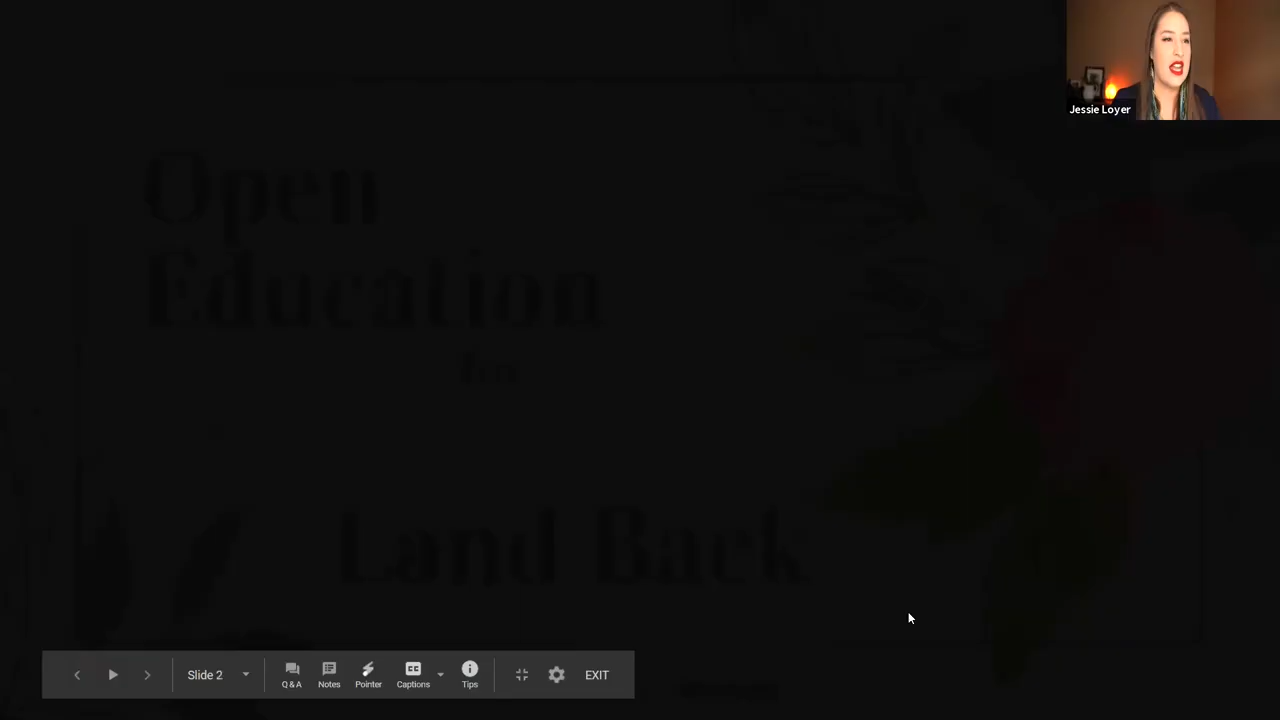 Jessie Loyer
Open
Education
for
Land Back
Slide 2
Q & A
Notes
Pointer
Captions
Tips
EXIT